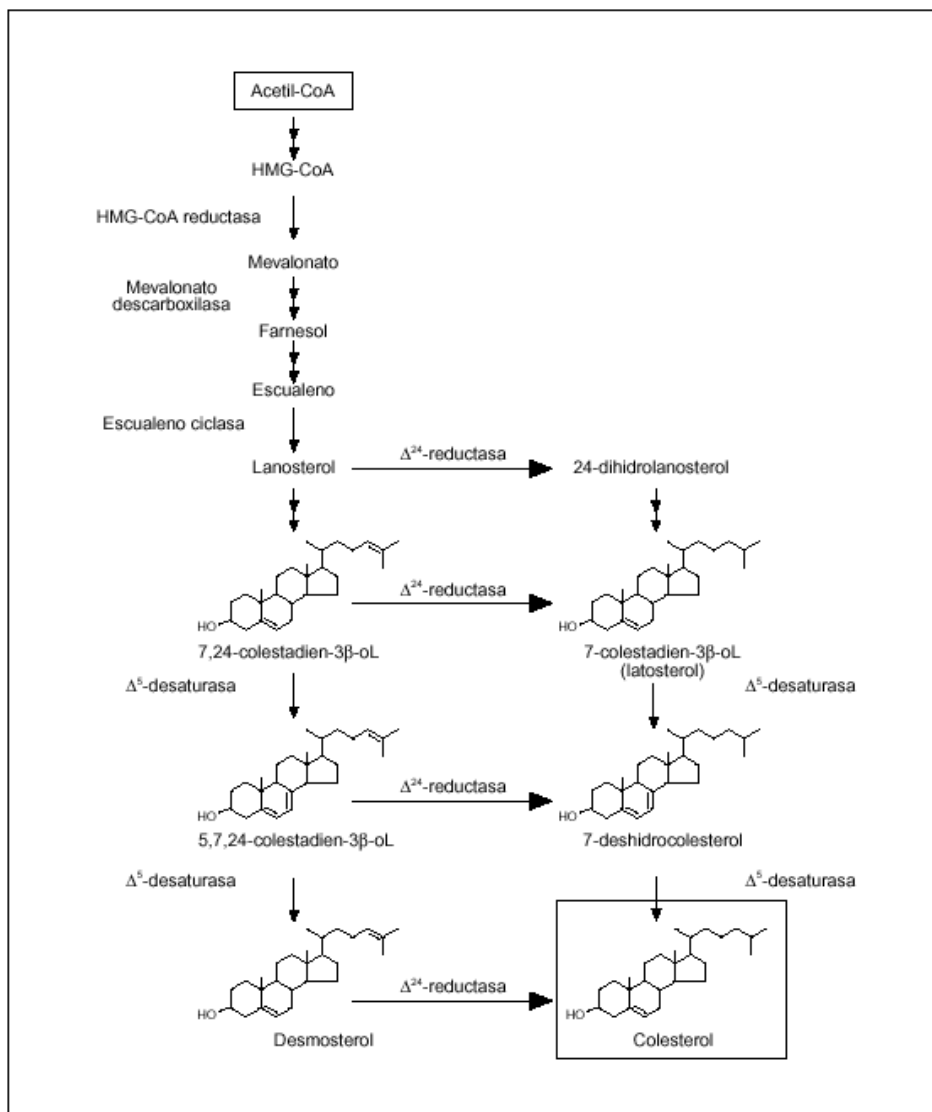 Acetil-CoA
HMG-CoA
HMG-CoA reductasa
Mevalonato
Mevalonato
descarboxilasa
Farnesol
Escualeno
Escualeno ciclasa
Δ²⁴-reductasa
Lanosterol
24-dihidrolanosterol
Δ²⁴-reductasa
HO
HO
7,24-colestadien-3β-oL
7-colestadien-3β-oL
(latosterol)
Δ⁵-desaturasa
Δ⁵-desaturasa
Δ²⁴-reductasa
HO
HO
5,7,24-colestadien-3β-oL
7-deshidrocolesterol
Δ⁵-desaturasa
Δ⁵-desaturasa
Δ²⁴-reductasa
HO
HO
Desmosterol
Colesterol